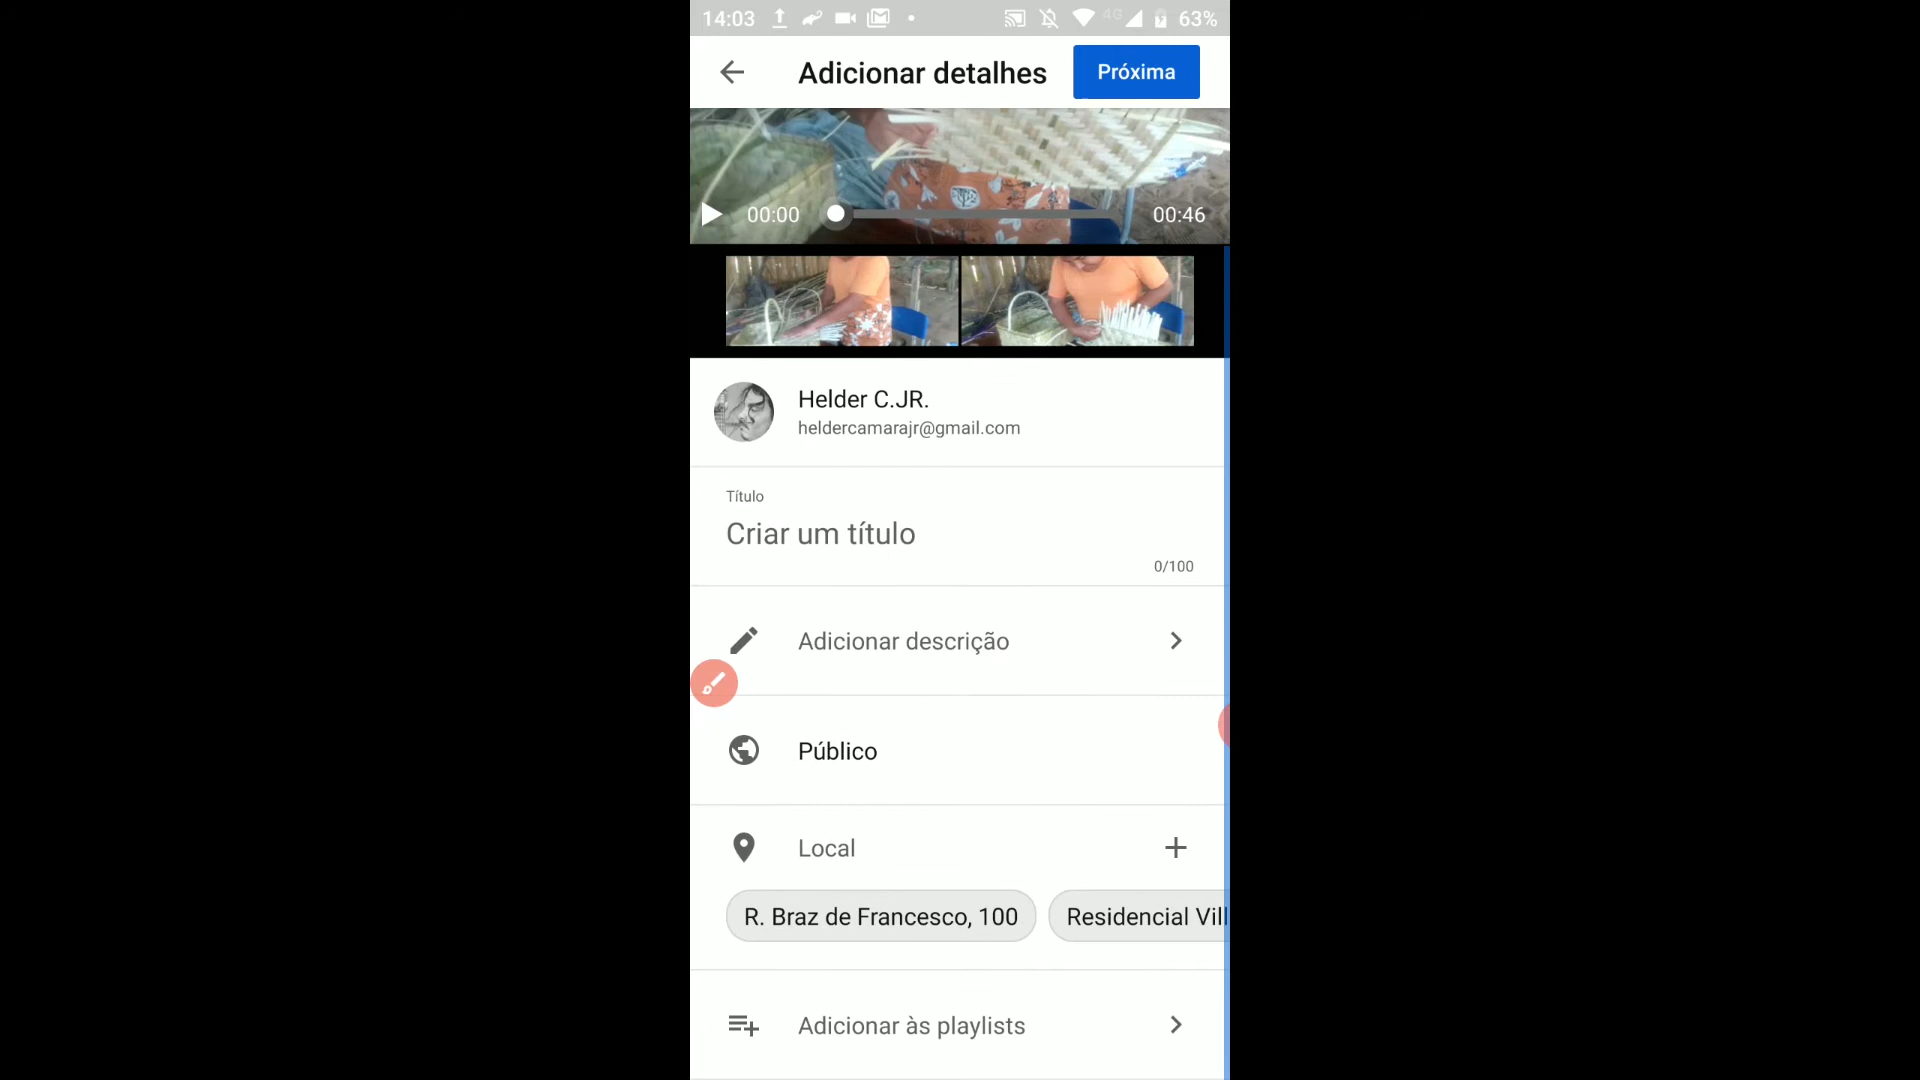 14:03
4G
63%
Adicionar detalhes
Próxima
00:00
00:46
Helder C.JR.
heldercamarajr@gmail.com
Título
Criar um título
0/100
Adicionar descrição
Público
Local
R. Braz de Francesco, 100
Residencial Vill
Adicionar às playlists